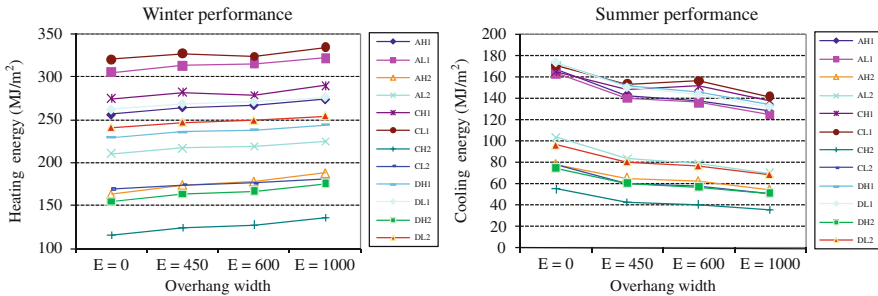 Winter performance
Heating energy (MJ/m²)
350
300
250
200
150
100
E = 0 E = 450 E = 600 E = 1000
Overhang width
AH1
AL1
AH2
AL2
CH1
CL1
CH2
CL2
DH1
DL1
DH2
DL2
Summer performance
Cooling energy (MJ/m²)
200
180
160
140
120
100
80
60
40
20
0
E = 0 E = 450 E = 600 E = 1000
Overhang width
AH1
AL1
AH2
AL2
CH1
CL1
CH2
CL2
DH1
DL1
DH2
DL2